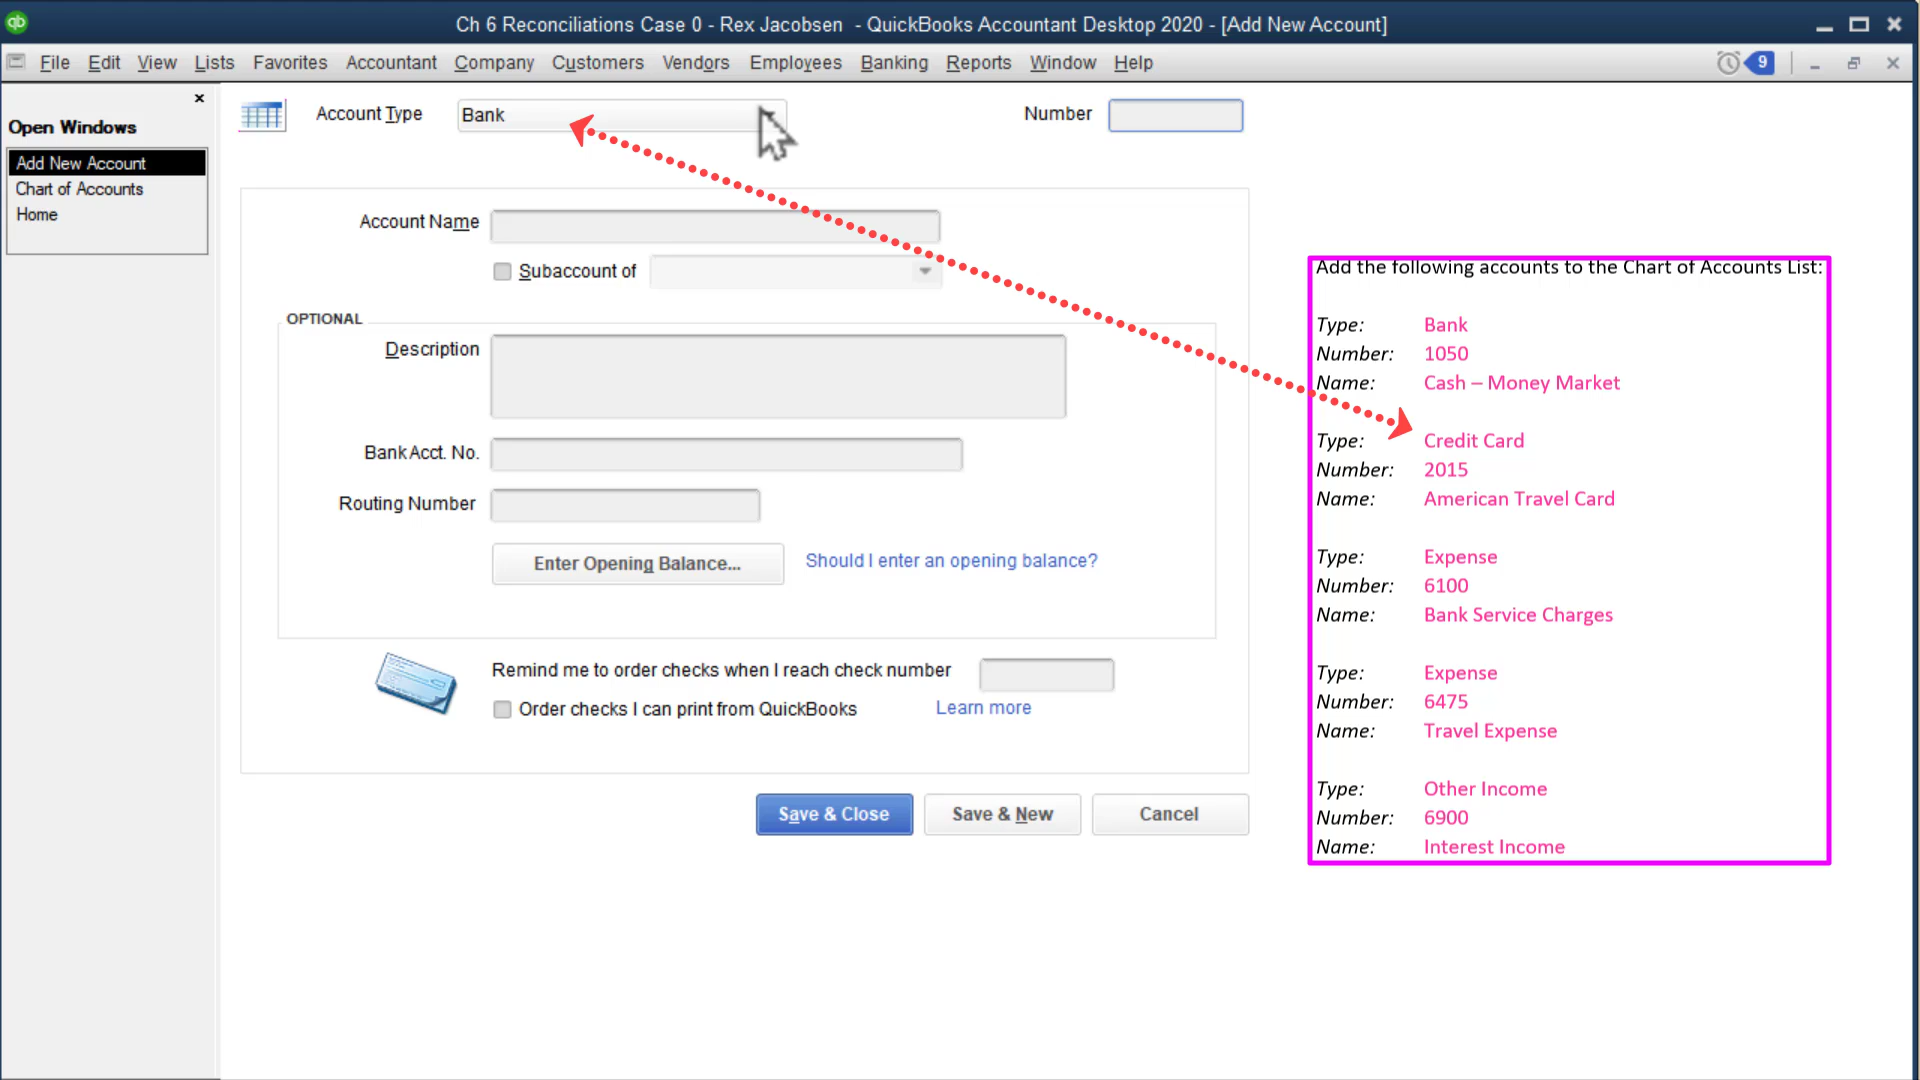 qb
Ch 6 Reconciliations Case 0 - Rex Jacobsen - QuickBooks Accountant Desktop 2020 - [Add New Account]
File Edit View Lists Favorites Accountant Company Customers Vendors Employees Banking Reports Window Help
9
Open Windows
Add New Account
Chart of Accounts
Home
Account Type Bank Number
Account Name
Subaccount of
OPTIONAL
Description
Bank Acct. No.
Routing Number
Enter Opening Balance... Should I enter an opening balance?
Remind me to order checks when I reach check number
Order checks I can print from QuickBooks Learn more
Save & Close Save & New Cancel
Add the following accounts to the Chart of Accounts List:
Type: Bank
Number: 1050
Name: Cash – Money Market
Type: Credit Card
Number: 2015
Name: American Travel Card
Type: Expense
Number: 6100
Name: Bank Service Charges
Type: Expense
Number: 6475
Name: Travel Expense
Type: Other Income
Number: 6900
Name: Interest Income